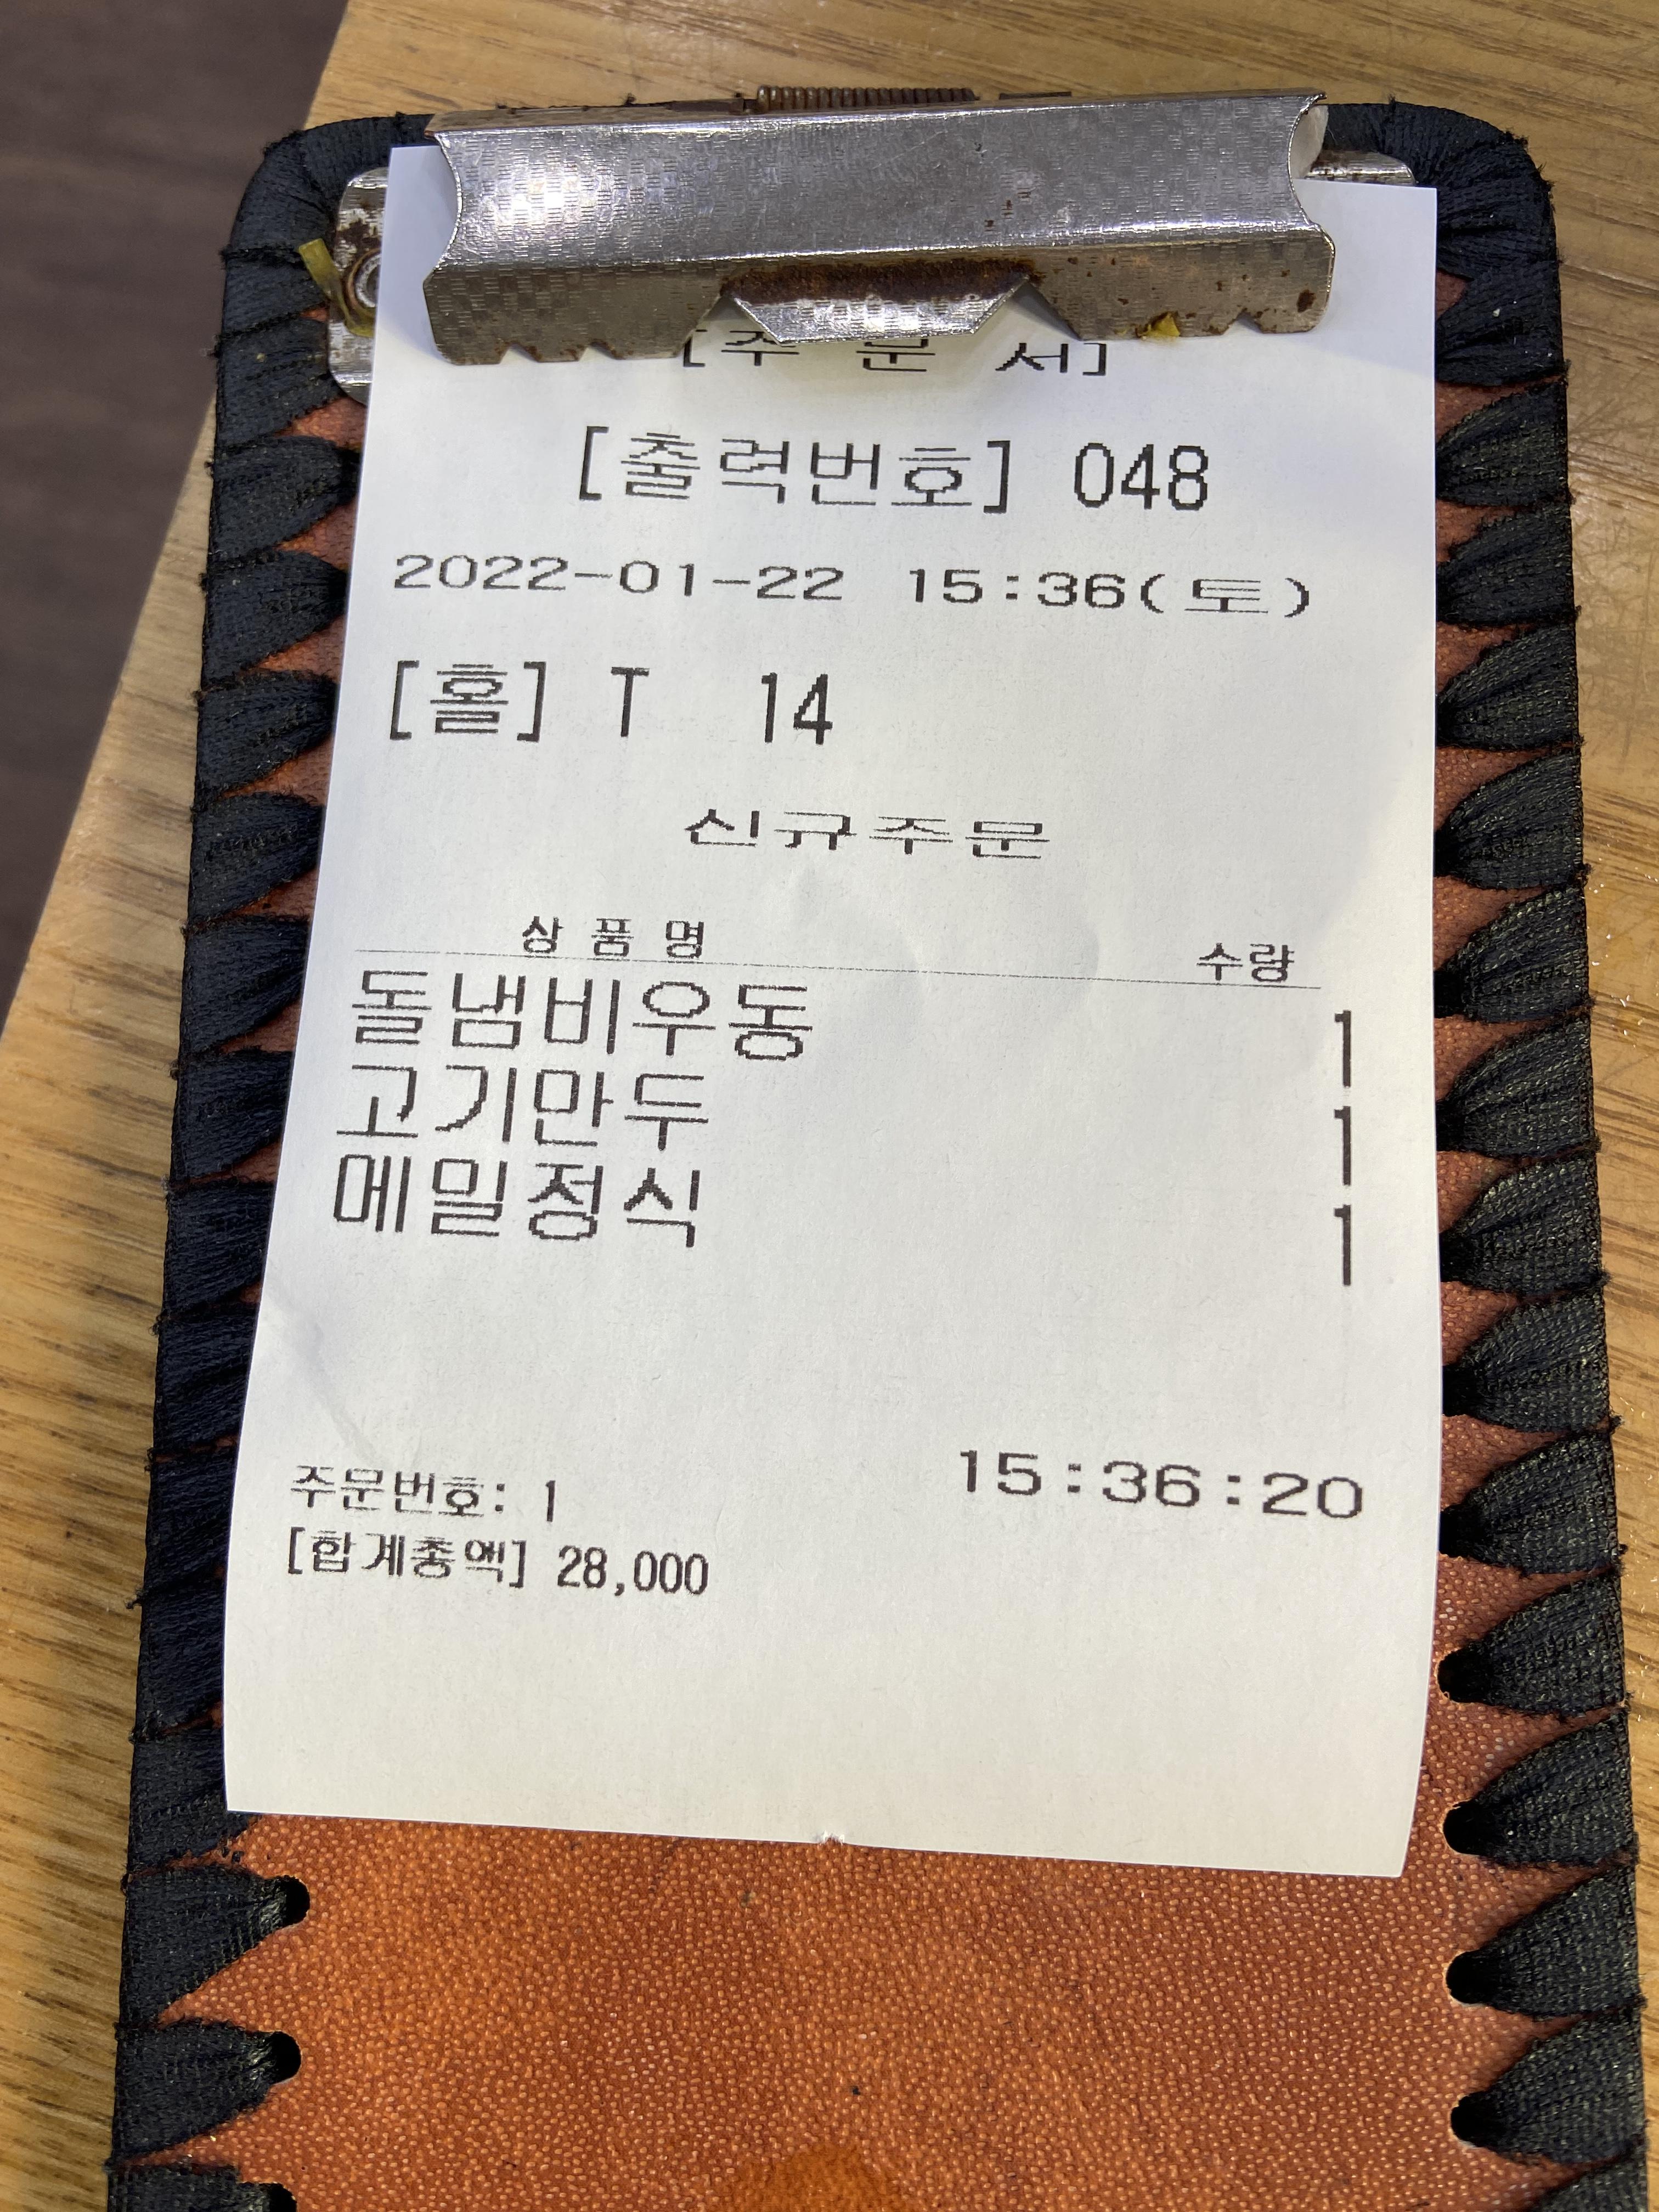 [주 문 서]
[출력번호] 048
2022-01-22 15:36(토)
[홀] T 14
신규주문
상 품 명 수량
돌냄비우동 1
고기만두 1
메밀정식 1
주문번호: 1 15:36:20
[합계총액] 28,000